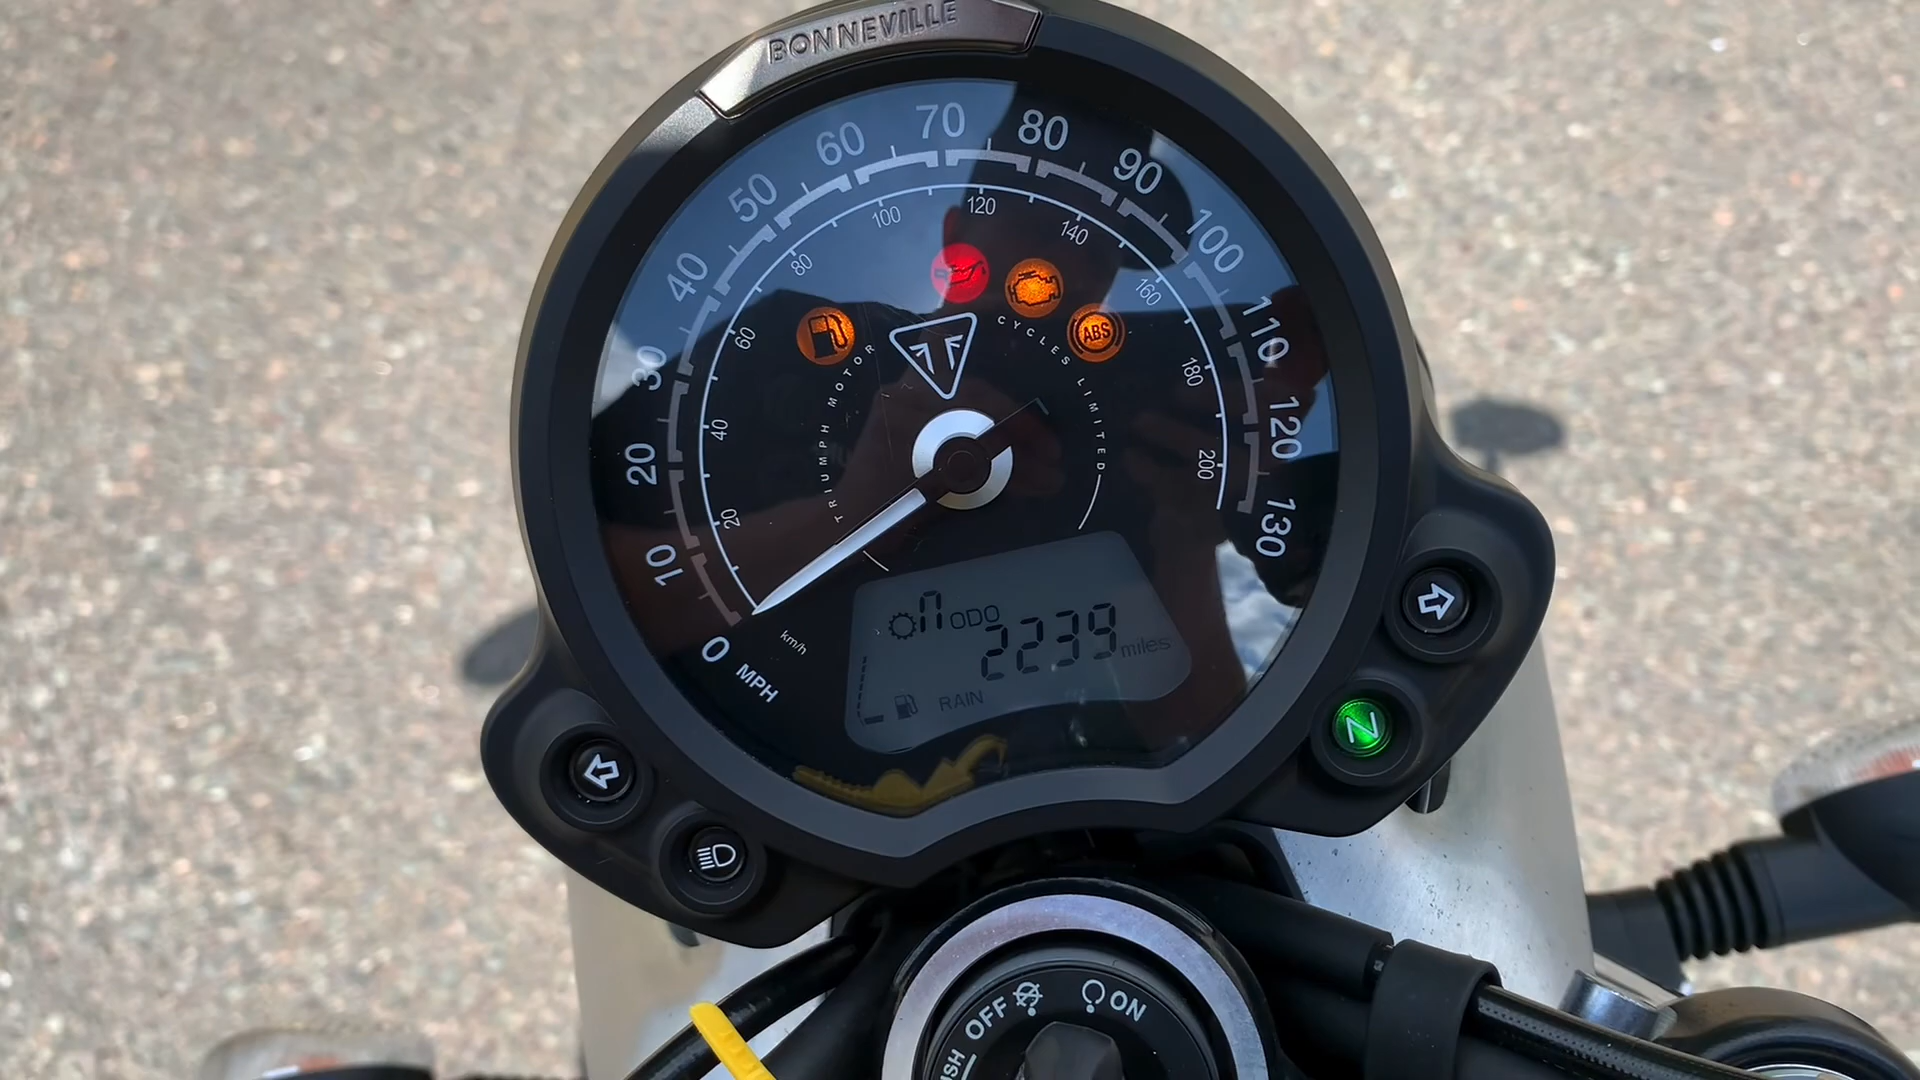 BONNEVILLE
0 10 20 30 40 50 60 70 80 90 100 110 120 130
MPH
20 40 60 80 100 120 140 160 180 200
km/h
ABS
TRIUMPH MOTOR CYCLES LIMITED
n ODO
2239 miles
RAIN
N
OFF ON